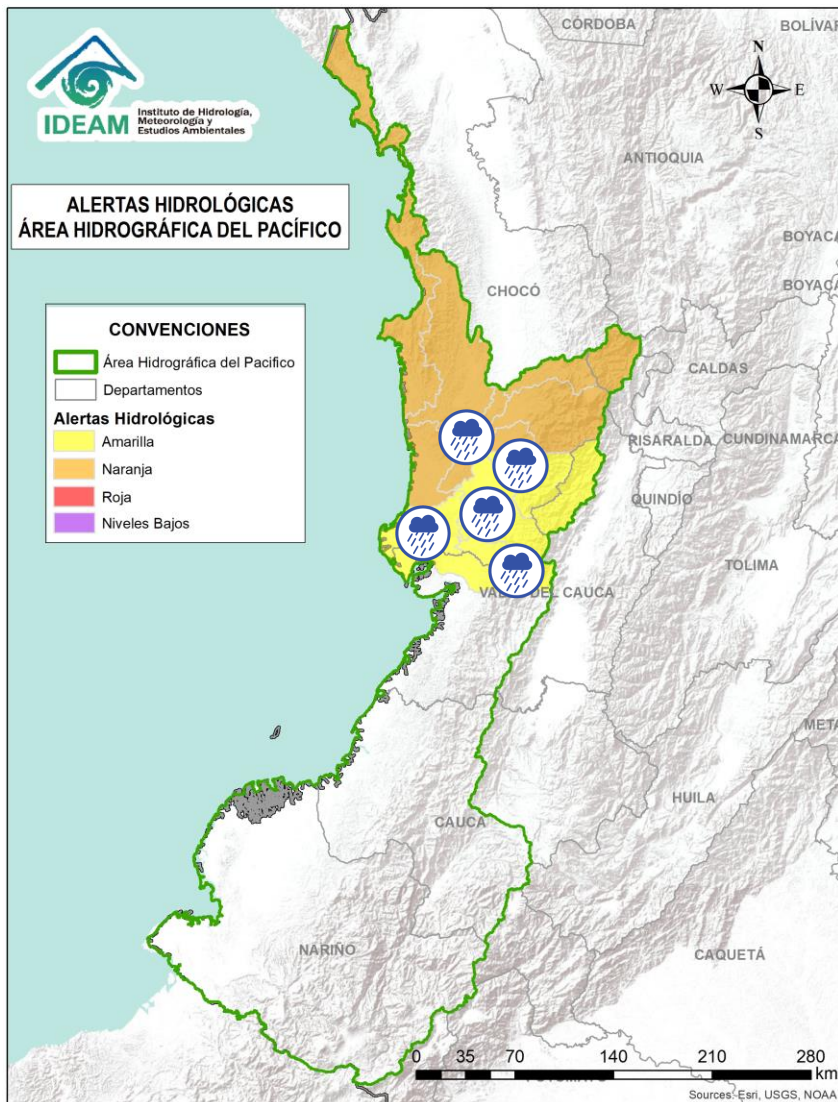 CÓRDOBA
BOLÍVAR
IDEAM
Instituto de Hidrología,
Meteorología y
Estudios Ambientales
N
W
E
S
ANTIOQUIA
ALERTAS HIDROLÓGICAS
ÁREA HIDROGRÁFICA DEL PACÍFICO
BOYACÁ
BOYACÁ
CHOCÓ
CONVENCIONES
Área Hidrográfica del Pacifico
Departamentos
Alertas Hidrológicas
Amarilla
Naranja
Roja
Niveles Bajos
CALDAS
RISARALDA
CUNDINAMARCA
QUINDÍO
TOLIMA
DEL CAUCA
META
HUILA
CAUCA
NARIÑO
CAQUETÁ
0 35 70 140 210 280
km
Sources: Esri, USGS, NOAA